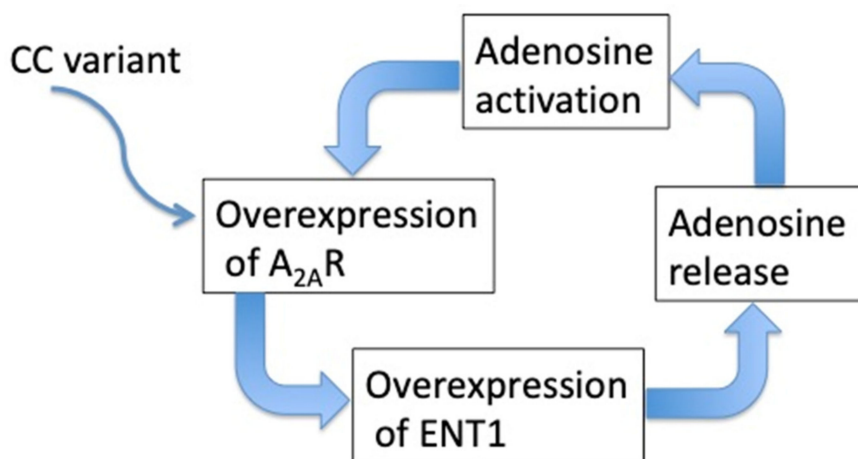 CC variant
Adenosine
activation
Overexpression
of A₂ₐR
Adenosine
release
Overexpression
of ENT1